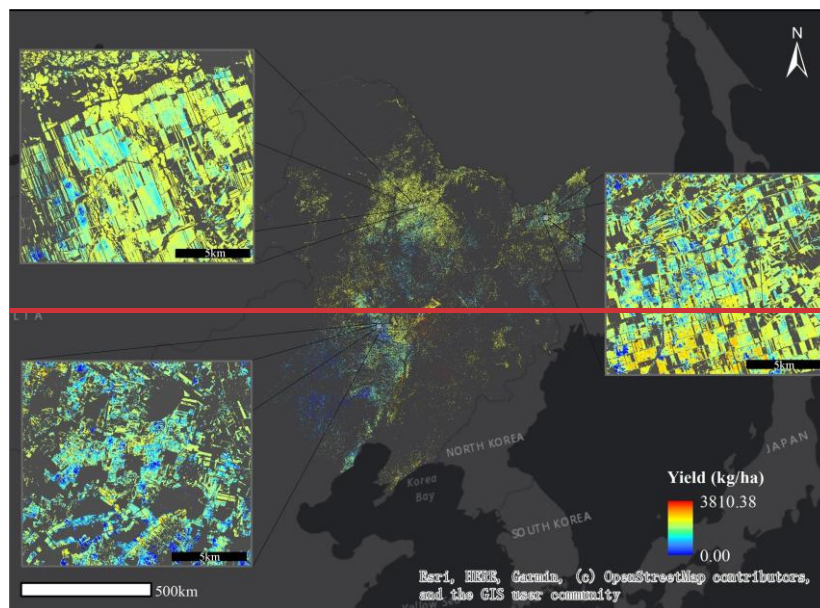 N
5km
5km
L I A
5km
NORTH KOREA
Korea
Bay
JAPAN
SOUTH KOREA
Yield (kg/ha)
3810.38
0.00
500km
Esri, HERE, Garmin, (c) OpenStreetMap contributors,
and the GIS user community